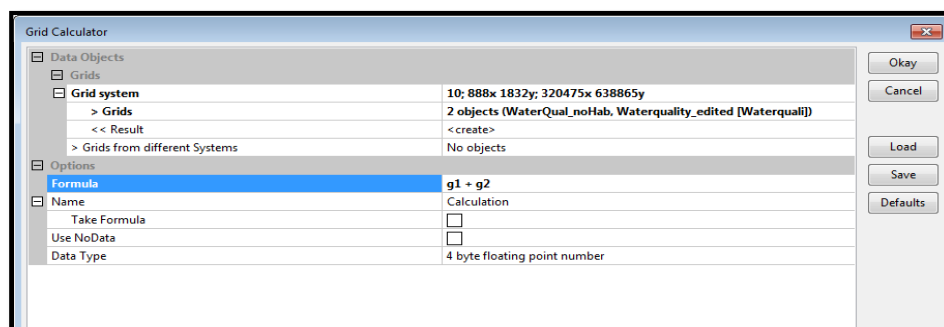 Grid Calculator
Data Objects
Grids
Grid system 10; 888x 1832y; 320475x 638865y
> Grids 2 objects (WaterQual_noHab, Waterquality_edited [Waterquali])
<< Result <create>
> Grids from different Systems No objects
Options
Formula g1 + g2
Name Calculation
Take Formula
Use NoData
Data Type 4 byte floating point number
Okay
Cancel
Load
Save
Defaults